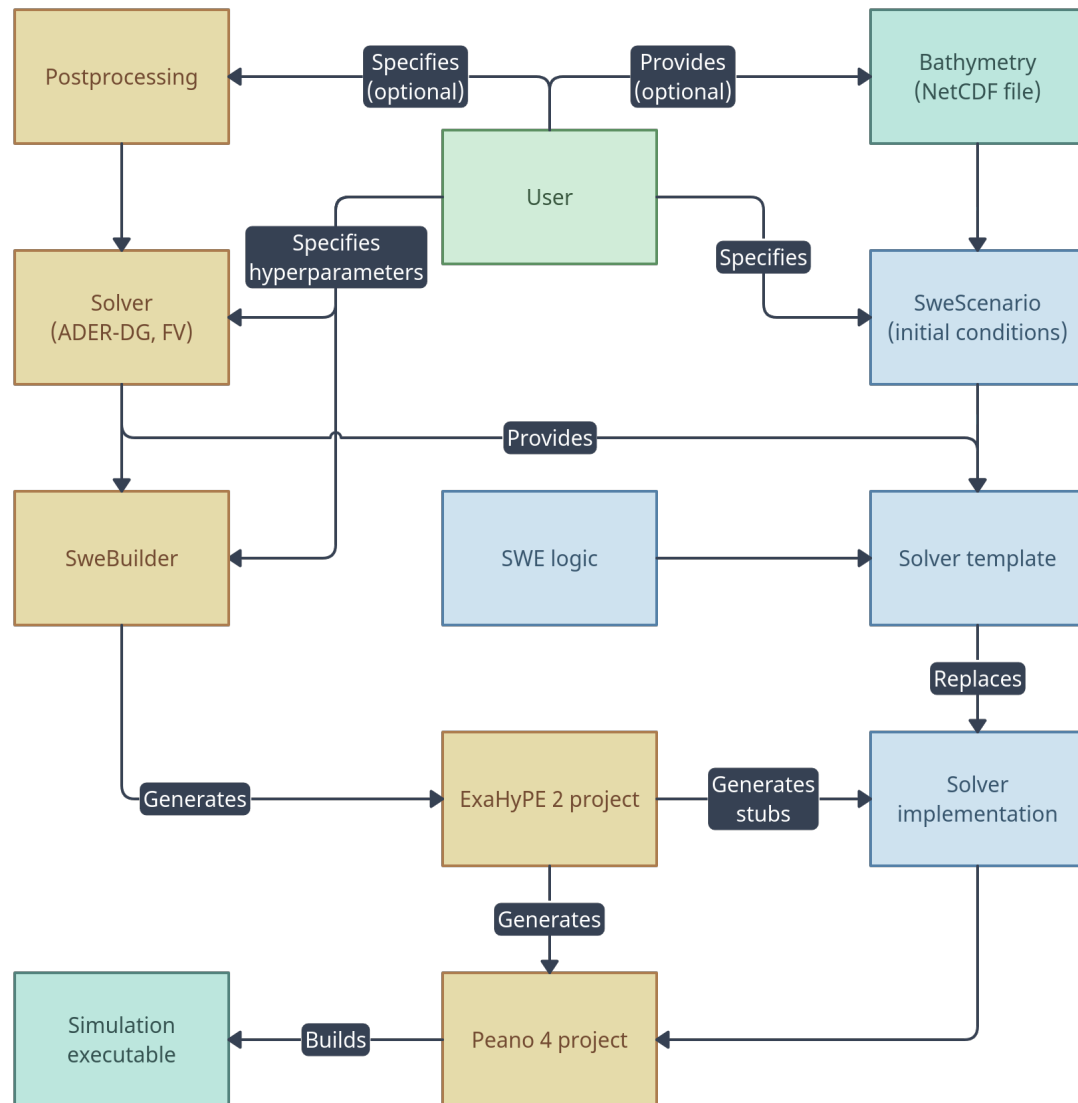 Postprocessing
Specifies
(optional)
Provides
(optional)
Bathymetry
(NetCDF file)
User
Specifies
hyperparameters
Specifies
Solver
(ADER-DG, FV)
SweScenario
(initial conditions)
Provides
SweBuilder
SWE logic
Solver template
Replaces
Generates
ExaHyPE 2 project
Generates
stubs
Solver
implementation
Generates
Simulation
executable
Builds
Peano 4 project